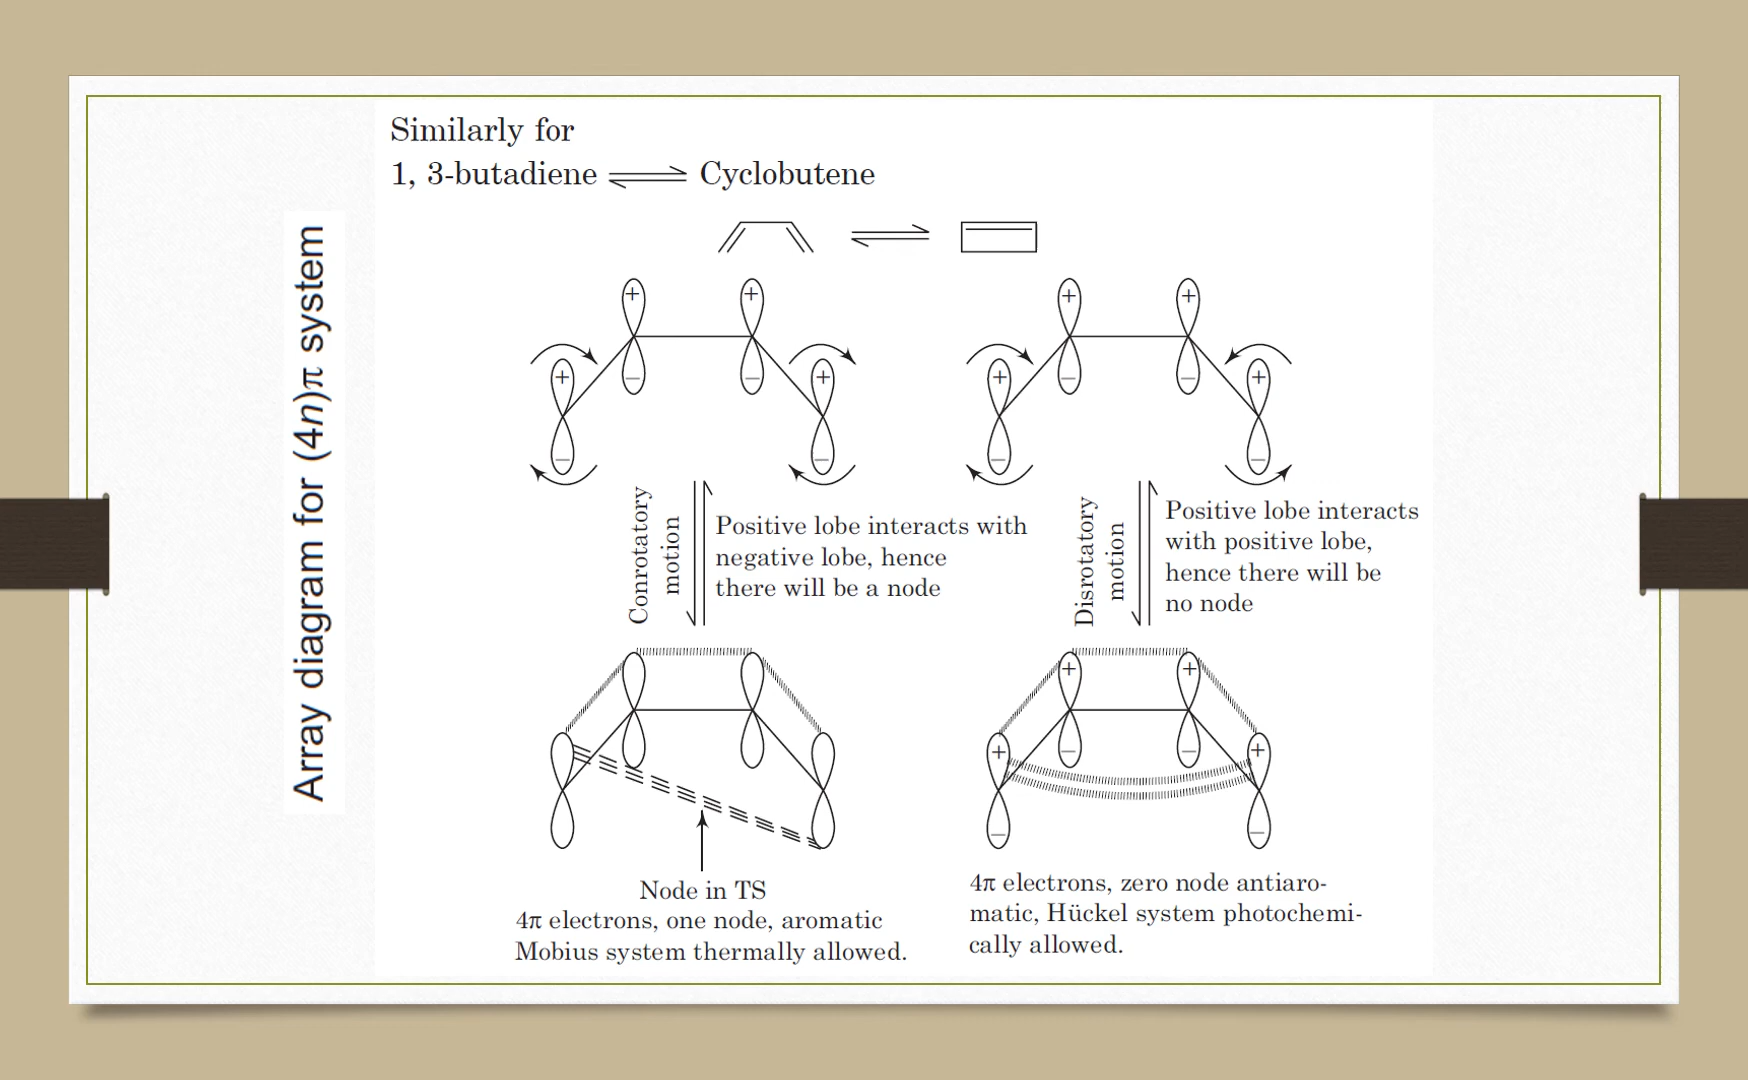 Array diagram for (4n)π system
Similarly for
1, 3-butadiene ⇌ Cyclobutene
+ + + +
− − − −
+ + + +
− − − −
Conrotatory
motion
Positive lobe interacts with
negative lobe, hence
there will be a node
Disrotatory
motion
Positive lobe interacts
with positive lobe,
hence there will be
no node
+ +
− −
+ +
− −
Node in TS
4π electrons, one node, aromatic
Mobius system thermally allowed.
4π electrons, zero node antiaro-
matic, Hückel system photochemi-
cally allowed.